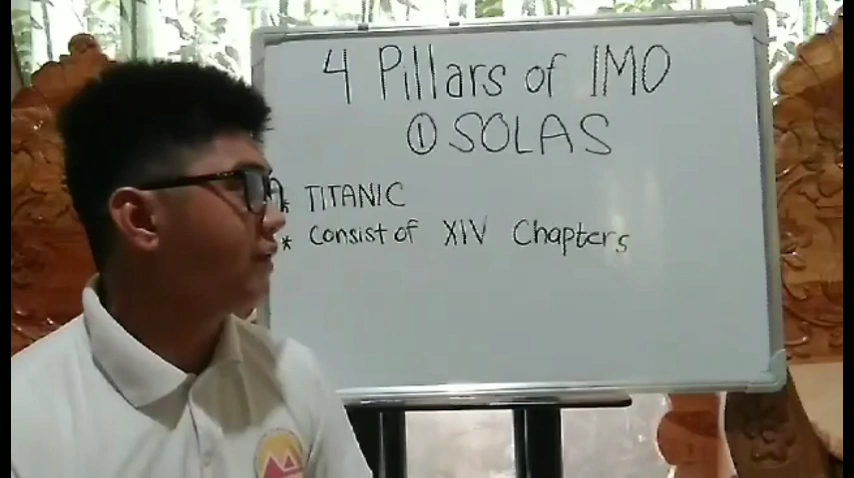 4 Pillars of IMO
① SOLAS
* TITANIC
* Consist of XIV Chapters